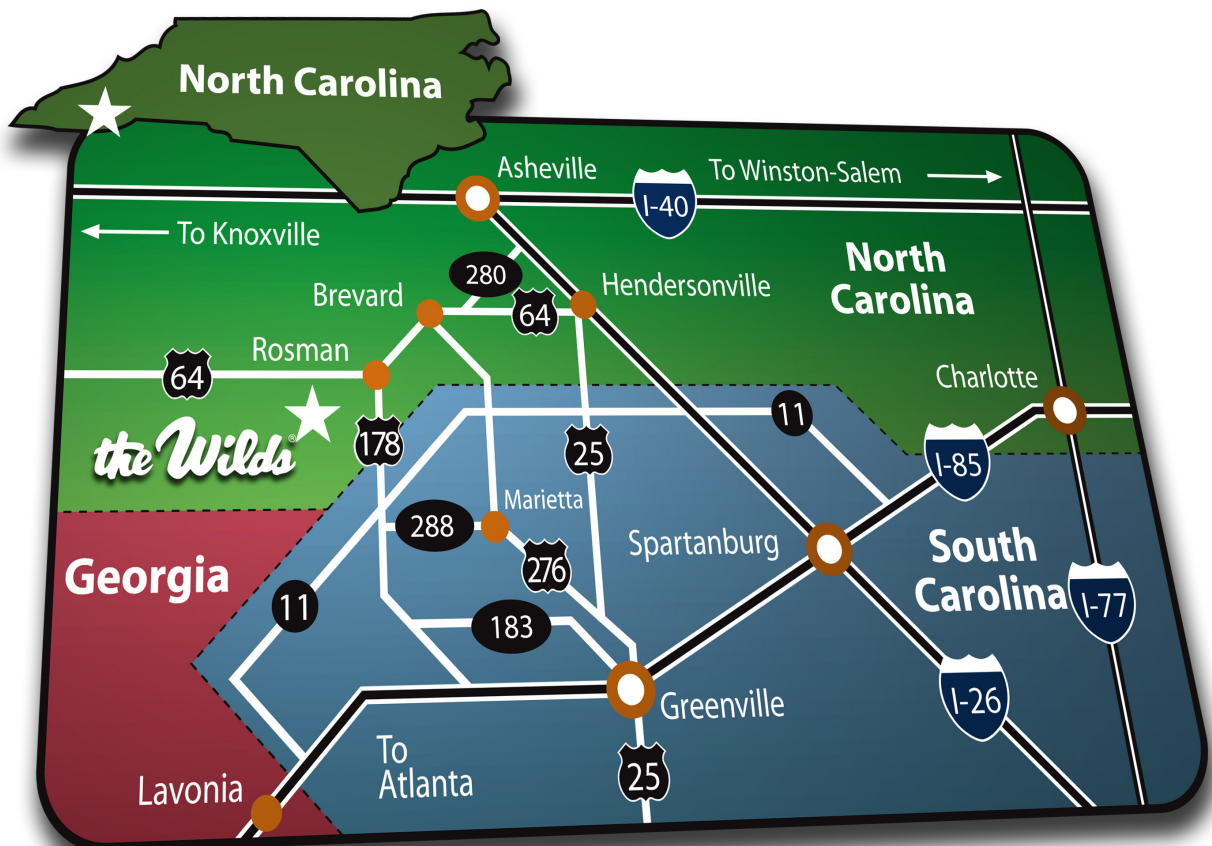 North Carolina
Asheville
To Winston-Salem
I-40
To Knoxville
280
North
Carolina
Brevard
Hendersonville
64
Rosman
64
Charlotte
11
the Wilds®
178
25
I-85
Marietta
288
Spartanburg
South
Carolina
276
Georgia
I-77
11
183
I-26
Greenville
To
Atlanta
25
Lavonia